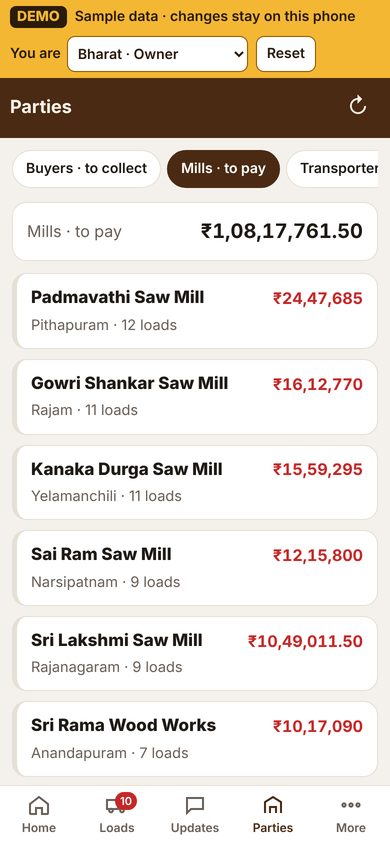 DEMO Sample data · changes stay on this phone
You are Bharat · Owner Reset
Parties
Buyers · to collect Mills · to pay Transporter
Mills · to pay ₹1,08,17,761.50
Padmavathi Saw Mill ₹24,47,685
Pithapuram · 12 loads
Gowri Shankar Saw Mill ₹16,12,770
Rajam · 11 loads
Kanaka Durga Saw Mill ₹15,59,295
Yelamanchili · 11 loads
Sai Ram Saw Mill ₹12,15,800
Narsipatnam · 9 loads
Sri Lakshmi Saw Mill ₹10,49,011.50
Rajanagaram · 9 loads
Sri Rama Wood Works ₹10,17,090
Anandapuram · 7 loads
10
Home Loads Updates Parties More